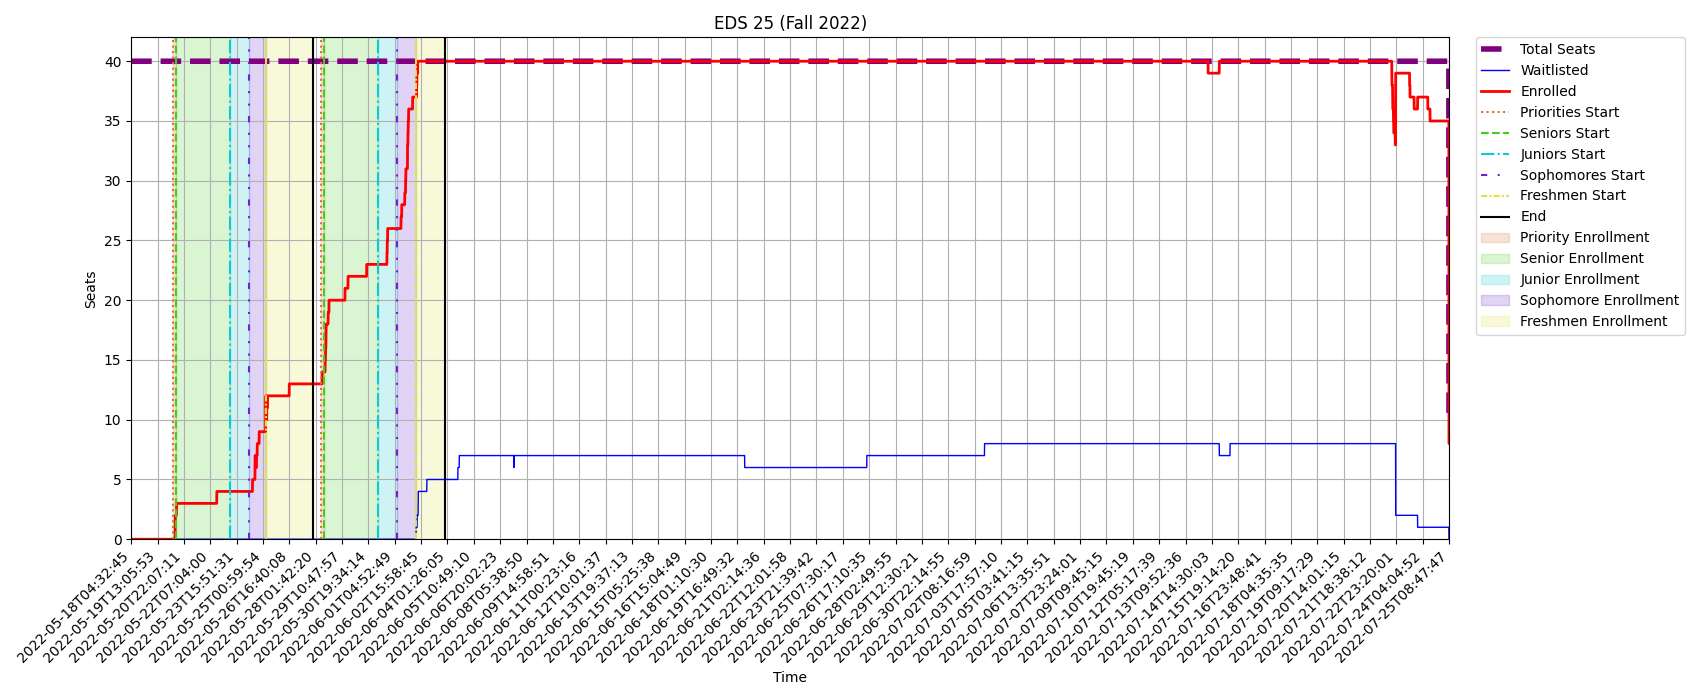 EDS 25 (Fall 2022)
Seats
40
35
30
25
20
15
10
5
0
2022-05-18T04:32:45
2022-05-19T13:05:53
2022-05-20T22:07:11
2022-05-22T07:04:00
2022-05-23T15:51:37
2022-05-25T00:59:54
2022-05-26T16:40:08
2022-05-28T01:42:20
2022-05-29T10:47:57
2022-05-30T19:34:14
2022-06-01T04:52:49
2022-06-02T15:58:45
2022-06-04T01:26:05
2022-06-05T10:49:10
2022-06-06T20:02:23
2022-06-08T05:38:50
2022-06-09T14:58:51
2022-06-11T00:23:16
2022-06-12T10:01:37
2022-06-13T19:37:13
2022-06-15T05:25:38
2022-06-16T15:04:49
2022-06-18T01:10:30
2022-06-19T16:49:32
2022-06-21T02:14:36
2022-06-22T12:01:58
2022-06-23T21:39:42
2022-06-25T07:30:17
2022-06-26T17:10:35
2022-06-28T02:49:55
2022-06-29T12:30:21
2022-06-30T22:14:55
2022-07-02T08:16:59
2022-07-03T17:57:10
2022-07-05T03:41:15
2022-07-06T13:35:51
2022-07-07T23:24:01
2022-07-09T09:45:15
2022-07-10T19:45:19
2022-07-12T05:17:39
2022-07-13T09:52:36
2022-07-14T14:30:03
2022-07-15T19:14:20
2022-07-16T23:48:41
2022-07-18T04:35:35
2022-07-19T09:17:29
2022-07-20T14:01:15
2022-07-21T18:38:12
2022-07-22T23:20:01
2022-07-24T04:04:52
2022-07-25T08:47:47
Time
Total Seats
Waitlisted
Enrolled
Priorities Start
Seniors Start
Juniors Start
Sophomores Start
Freshmen Start
End
Priority Enrollment
Senior Enrollment
Junior Enrollment
Sophomore Enrollment
Freshmen Enrollment